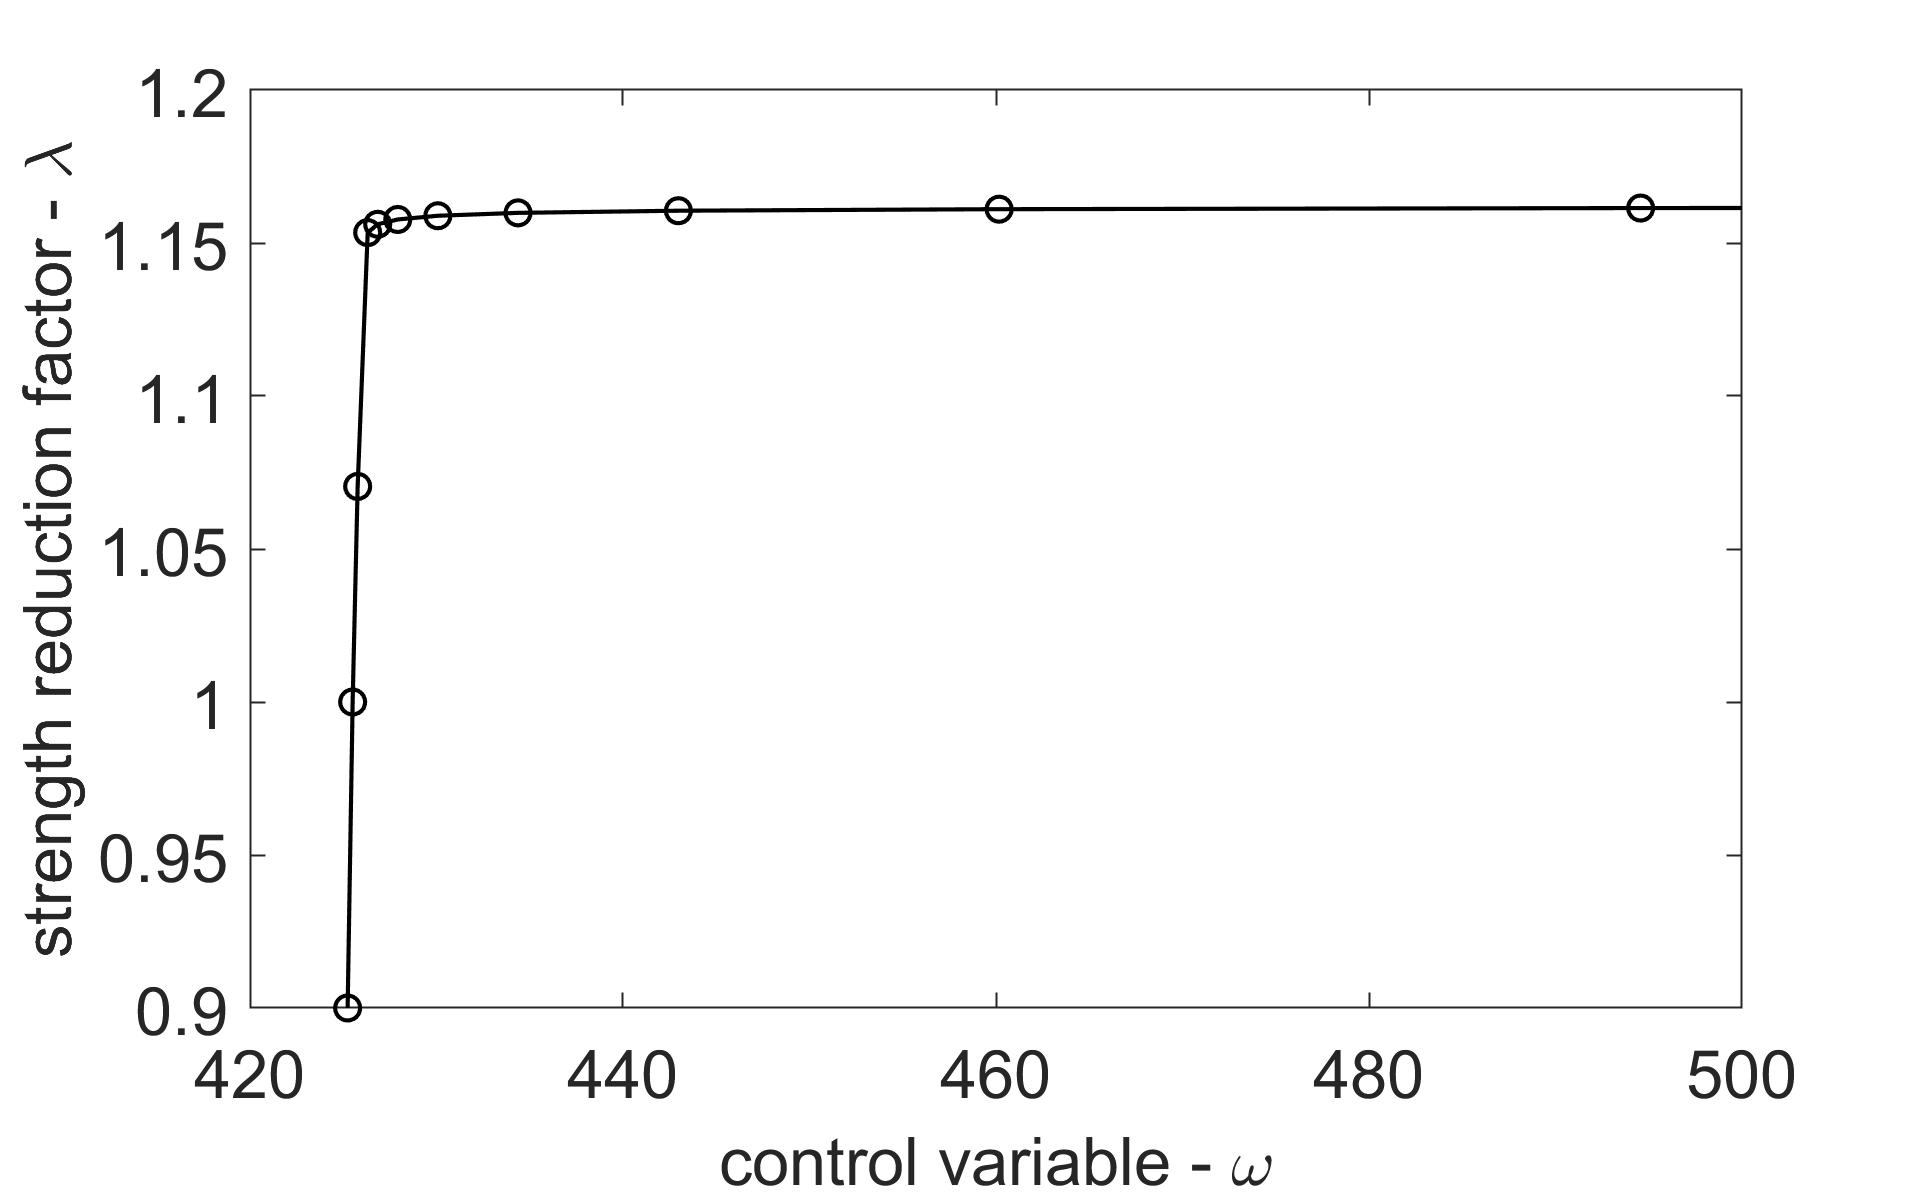 strength reduction factor - λ
1.2
1.15
1.1
1.05
1
0.95
0.9
420 440 460 480 500
control variable - ω